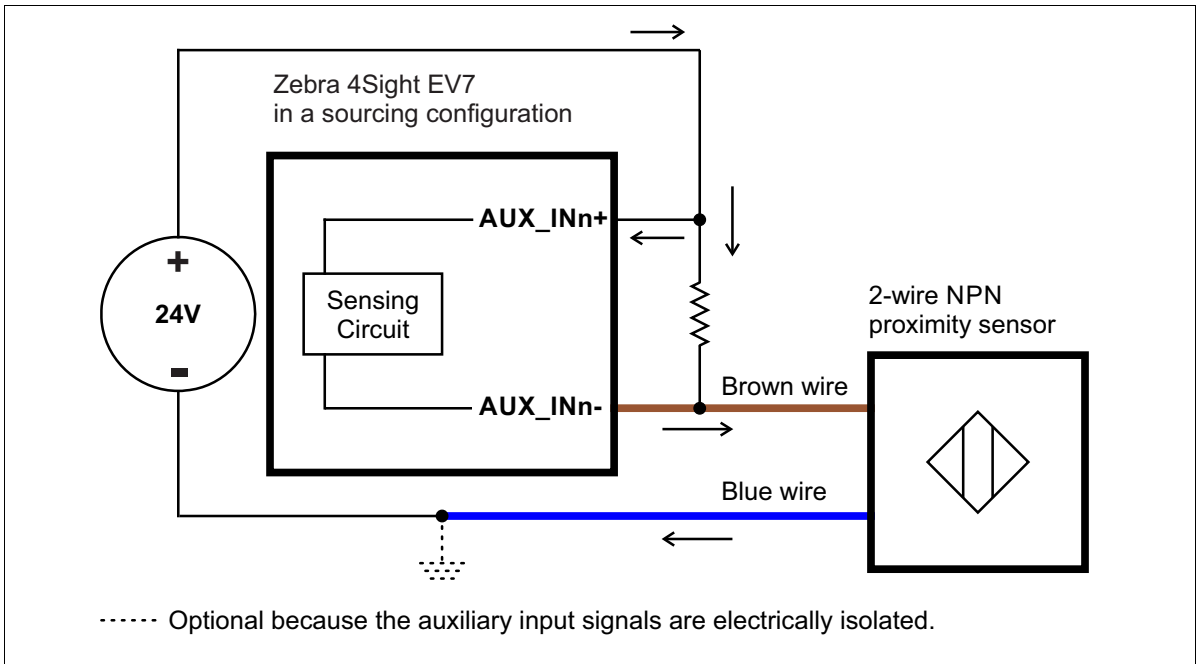 Zebra 4Sight EV7
in a sourcing configuration
AUX_INn+
+
24V
-
Sensing
Circuit
2-wire NPN
proximity sensor
Brown wire
AUX_INn-
Blue wire
Optional because the auxiliary input signals are electrically isolated.